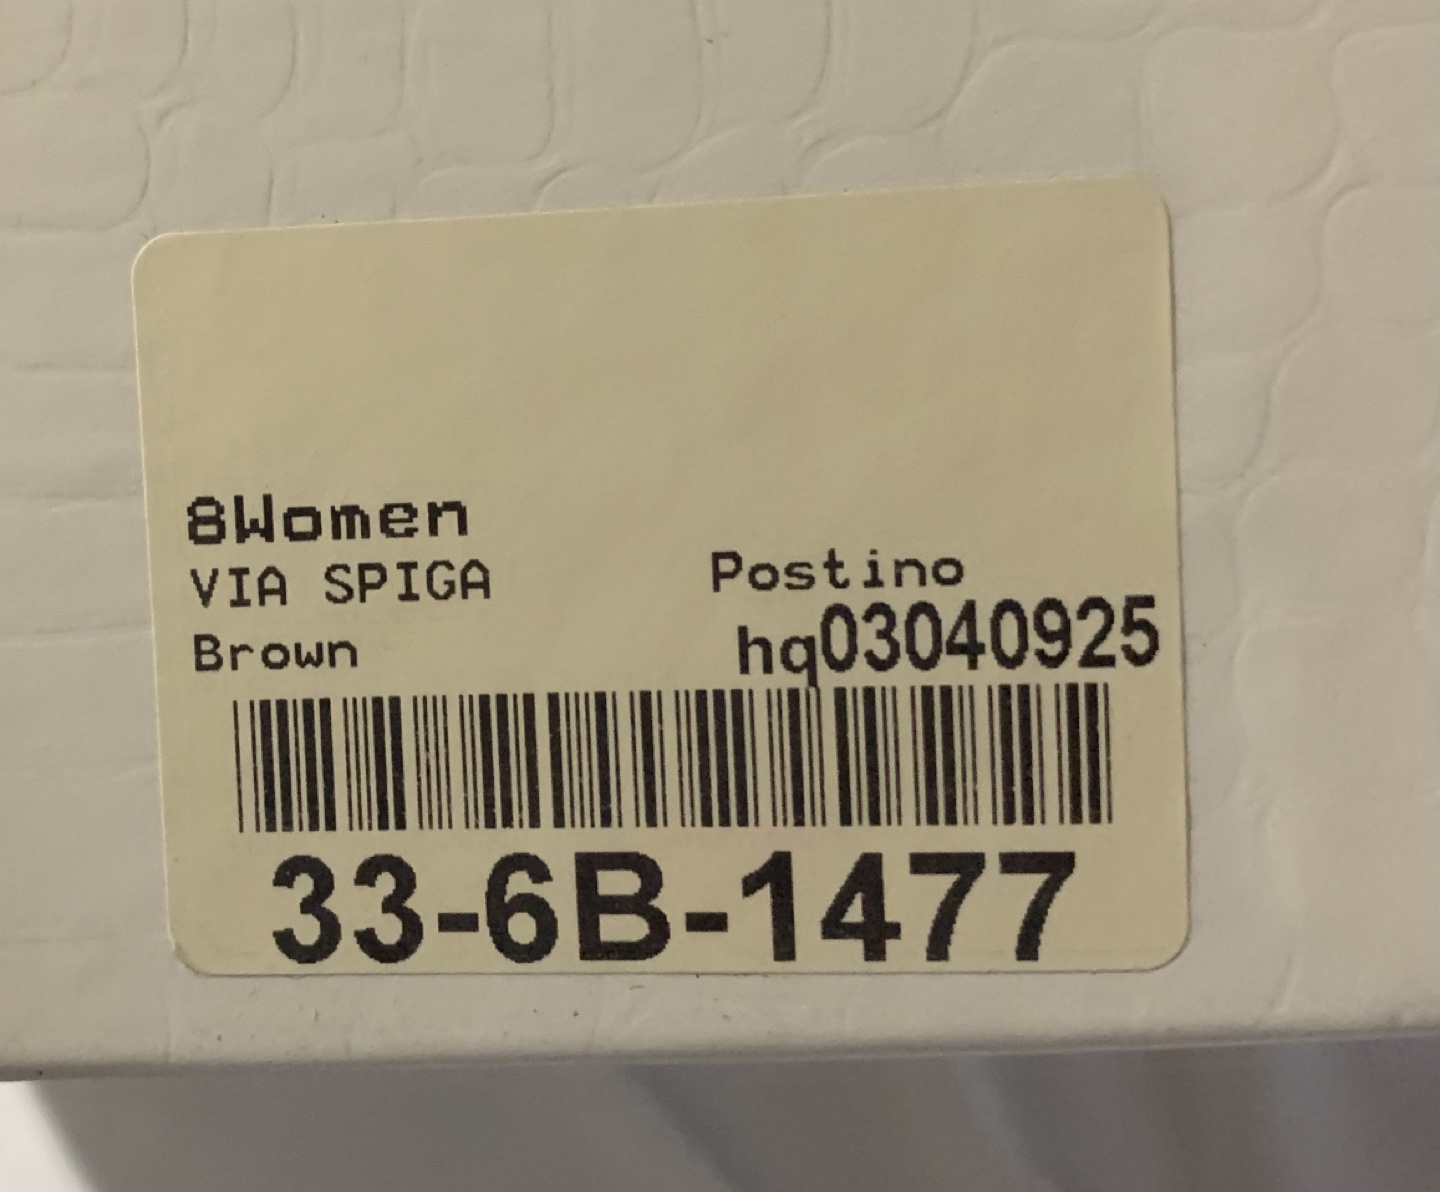 8Women
VIA SPIGA Postino
Brown hq03040925
33-6B-1477